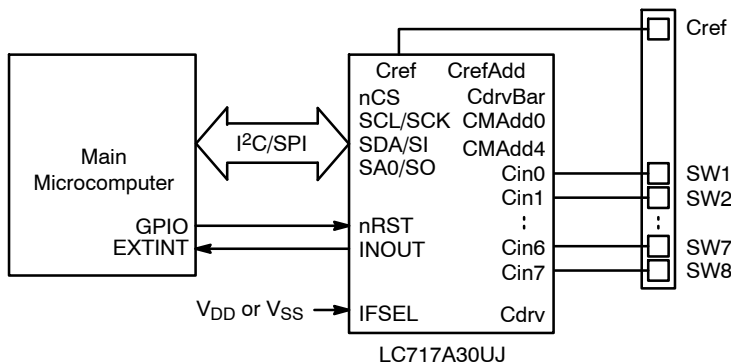 Cref
Cref CrefAdd
nCS CdrvBar
SCL/SCK CMAdd0
I²C/SPI
SDA/SI CMAdd4
Main
Microcomputer
SA0/SO
Cin0 SW1
Cin1 SW2
GPIO nRST
EXTINT INOUT Cin6 SW7
Cin7 SW8
VDD or VSS IFSEL Cdrv
LC717A30UJ